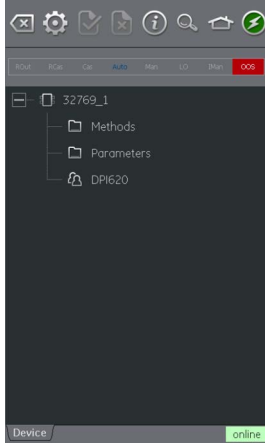 ROut RCas Cas Auto Man LO IMan OOS
32769_1
Methods
Parameters
DPI620
Device online